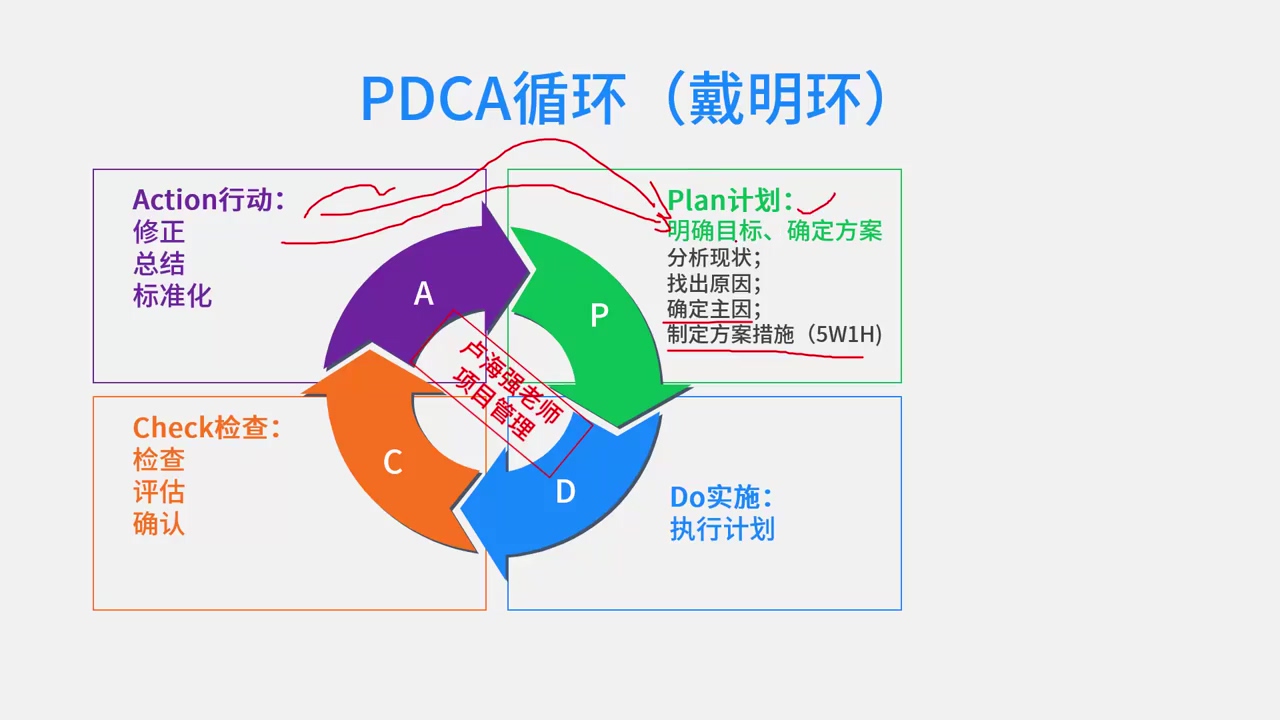 PDCA循环（戴明环）
Action行动：
修正
总结
标准化
Plan计划：
明确目标、确定方案
分析现状；
找出原因；
确定主因；
制定方案措施（5W1H)
A
P
卢海强老师
项目管理
Check检查：
检查
评估
确认
C
D
Do实施：
执行计划